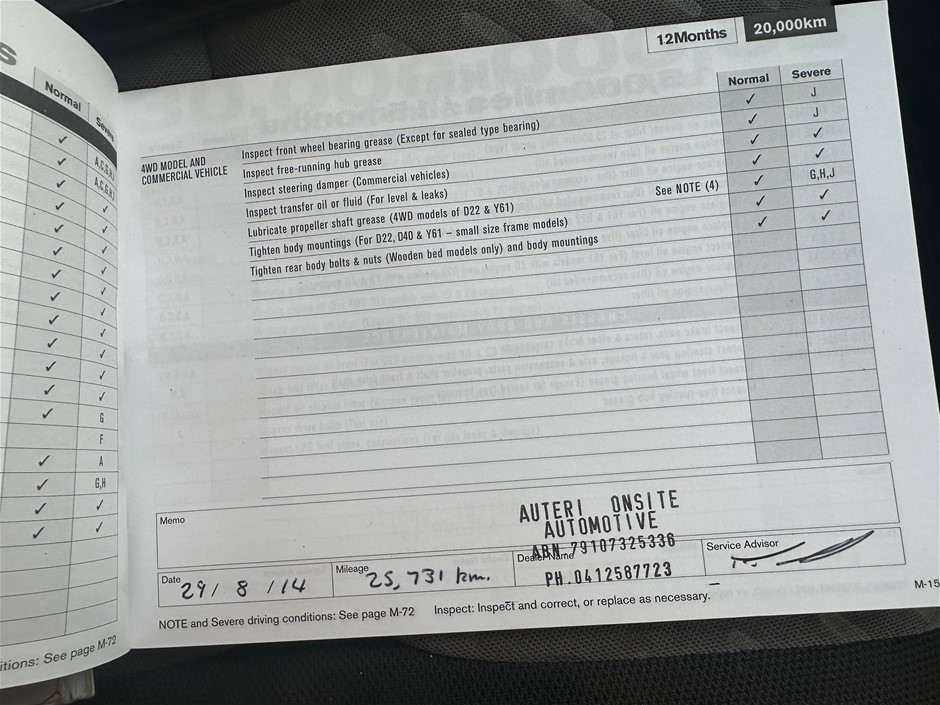 12Months 20,000km
Normal Severe
Normal Severe
4WD MODEL AND
COMMERCIAL VEHICLE
Inspect front wheel bearing grease (Except for sealed type bearing) ✓ J
Inspect free-running hub grease ✓ J
Inspect steering damper (Commercial vehicles) ✓ ✓
Inspect transfer oil or fluid (For level & leaks) ✓ ✓
Lubricate propeller shaft grease (4WD models of D22 & Y61) See NOTE (4) ✓ G,H,J
Tighten body mountings (For D22, D40 & Y61 – small size frame models) ✓ ✓
Tighten rear body bolts & nuts (Wooden bed models only) and body mountings ✓ ✓
G
F
A
G,H
Memo
AUTERI ONSITE
AUTOMOTIVE
ABN 79107325336
PH.0412587723
Date 29/ 8 /14
Mileage 25,731 km.
Dealer Name
Service Advisor
NOTE and Severe driving conditions: See page M-72 Inspect: Inspect and correct, or replace as necessary.
M-15
itions: See page M-72